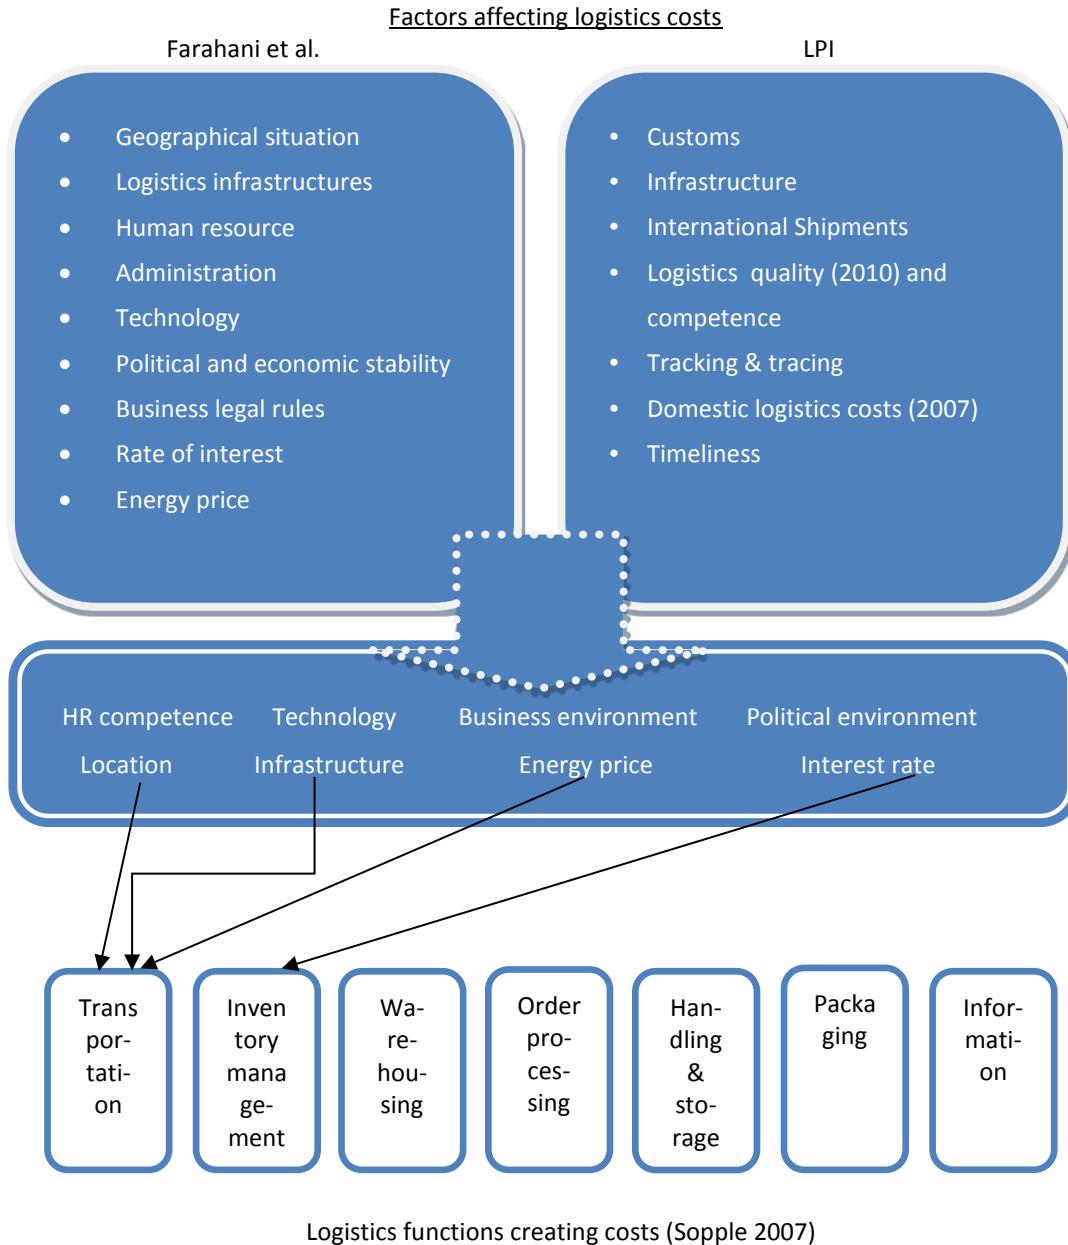 Factors affecting logistics costs
Farahani et al.
LPI
• Geographical situation
• Logistics infrastructures
• Human resource
• Administration
• Technology
• Political and economic stability
• Business legal rules
• Rate of interest
• Energy price
• Customs
• Infrastructure
• International Shipments
• Logistics quality (2010) and
competence
• Tracking & tracing
• Domestic logistics costs (2007)
• Timeliness
HR competence Technology Business environment Political environment
Location Infrastructure Energy price Interest rate
Trans
por-
tati-
on
Inven
tory
mana
ge-
ment
Wa-
re-
hou-
sing
Order
pro-
ces-
sing
Han-
dling
&
sto-
rage
Packa
ging
Infor-
mati-
on
Logistics functions creating costs (Sopple 2007)